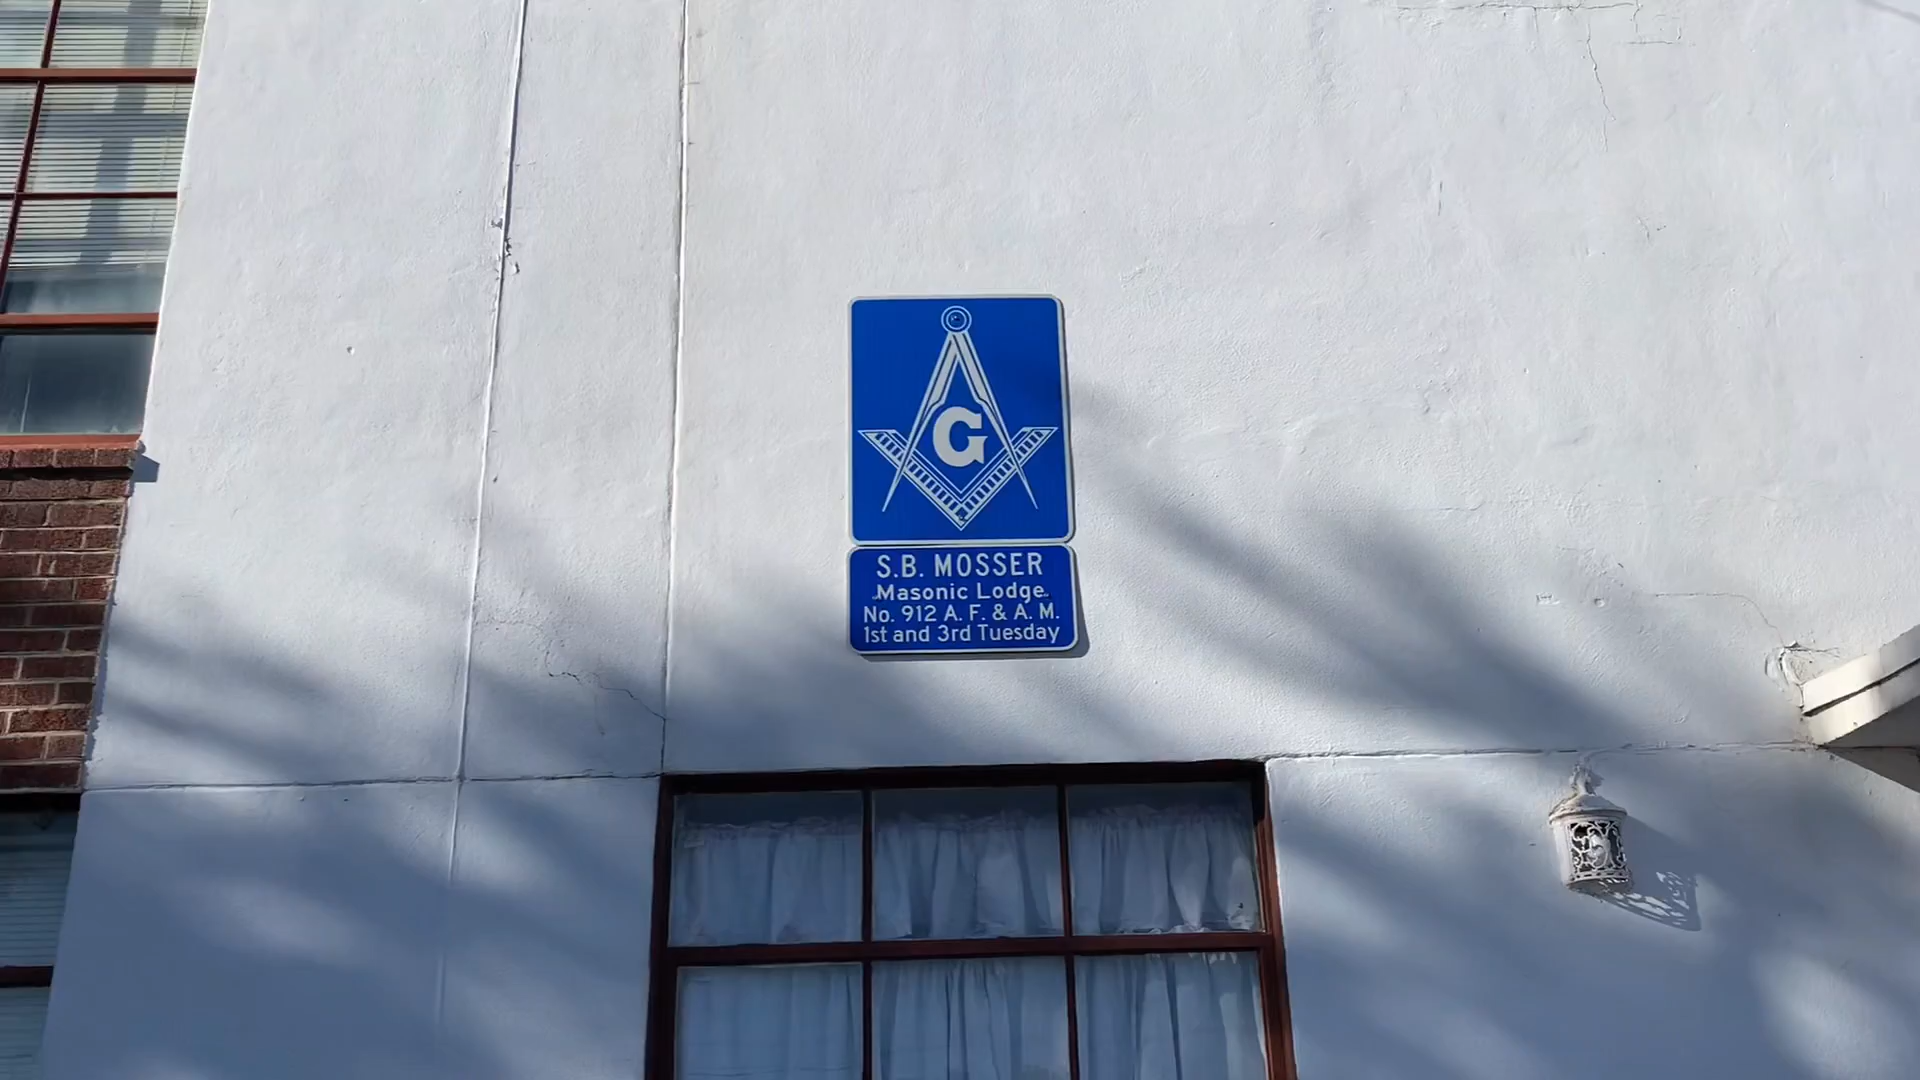 G
S.B. MOSSER
Masonic Lodge
No. 912 A. F. & A. M.
1st and 3rd Tuesday